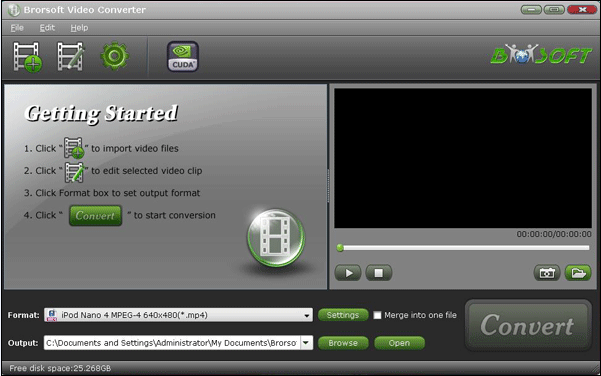 Brorsoft Video Converter
File Edit Help
CUDA
BROSOFT
Getting Started
1. Click " " to import video files
2. Click " " to edit selected video clip
3. Click Format box to set output format
4. Click " Convert " to start conversion
00:00:00/00:00:00
Format: iPod Nano 4 MPEG-4 640x480(*.mp4) Settings Merge into one file
Convert
Output: C:\Documents and Settings\Administrator\My Documents\Brorso Browse Open
Free disk space:25.268GB